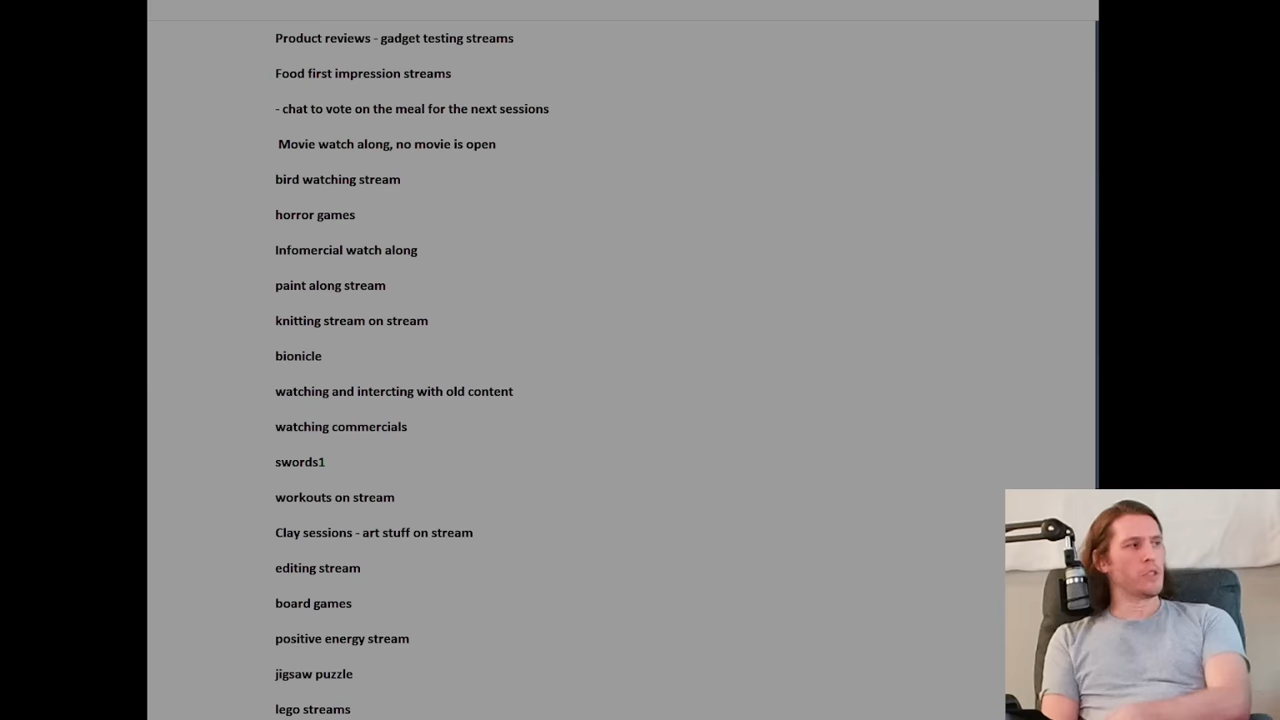 Product reviews - gadget testing streams
Food first impression streams
- chat to vote on the meal for the next sessions
Movie watch along, no movie is open
bird watching stream
horror games
Infomercial watch along
paint along stream
knitting stream on stream
bionicle
watching and intercting with old content
watching commercials
swords1
workouts on stream
Clay sessions - art stuff on stream
editing stream
board games
positive energy stream
jigsaw puzzle
lego streams